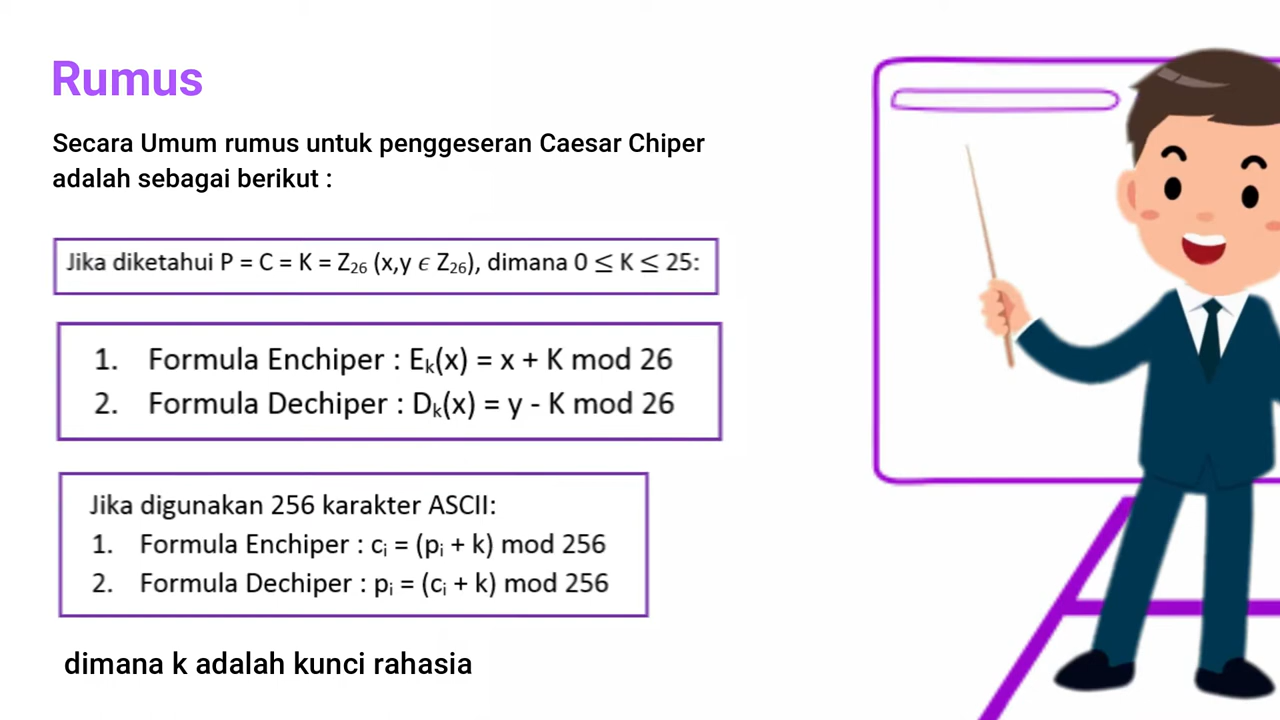 Rumus
Secara Umum rumus untuk penggeseran Caesar Chiper
adalah sebagai berikut :
Jika diketahui P = C = K = Z₂₆ (x,y ϵ Z₂₆), dimana 0 ≤ K ≤ 25:
1. Formula Enchiper : Eₖ(x) = x + K mod 26
2. Formula Dechiper : Dₖ(x) = y - K mod 26
Jika digunakan 256 karakter ASCII:
1. Formula Enchiper : cᵢ = (pᵢ + k) mod 256
2. Formula Dechiper : pᵢ = (cᵢ + k) mod 256
dimana k adalah kunci rahasia